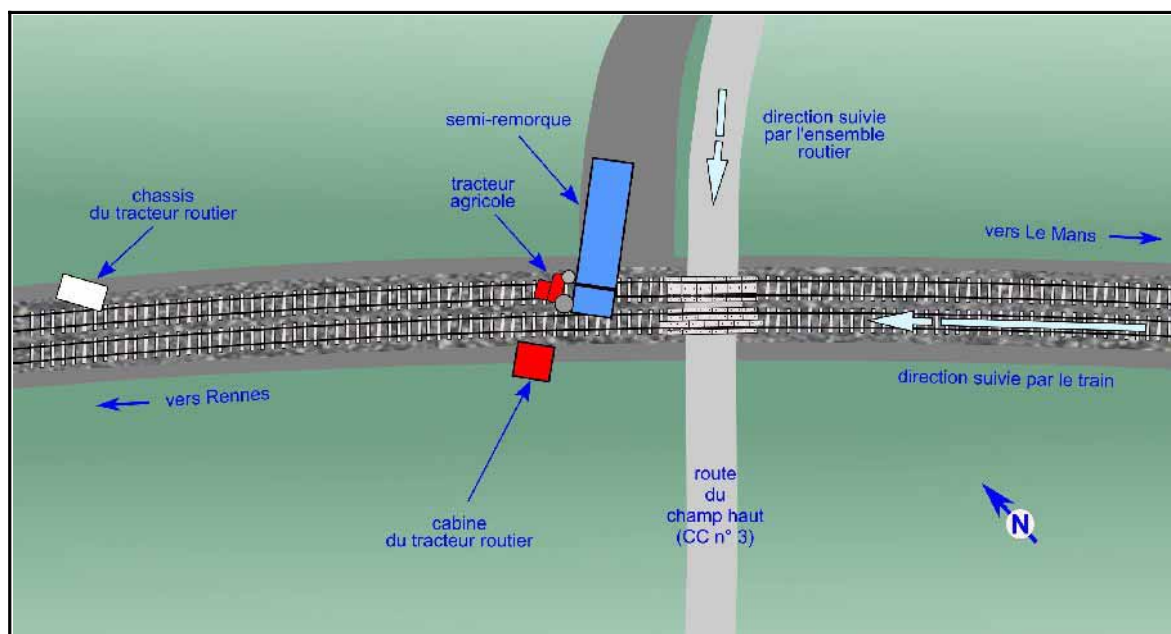 semi-remorque
direction suivie
par l'ensemble
routier
tracteur
agricole
chassis
du tracteur routier
vers Le Mans
direction suivie par le train
vers Rennes
route
du
champ haut
(CC n° 3)
cabine
du tracteur routier
N